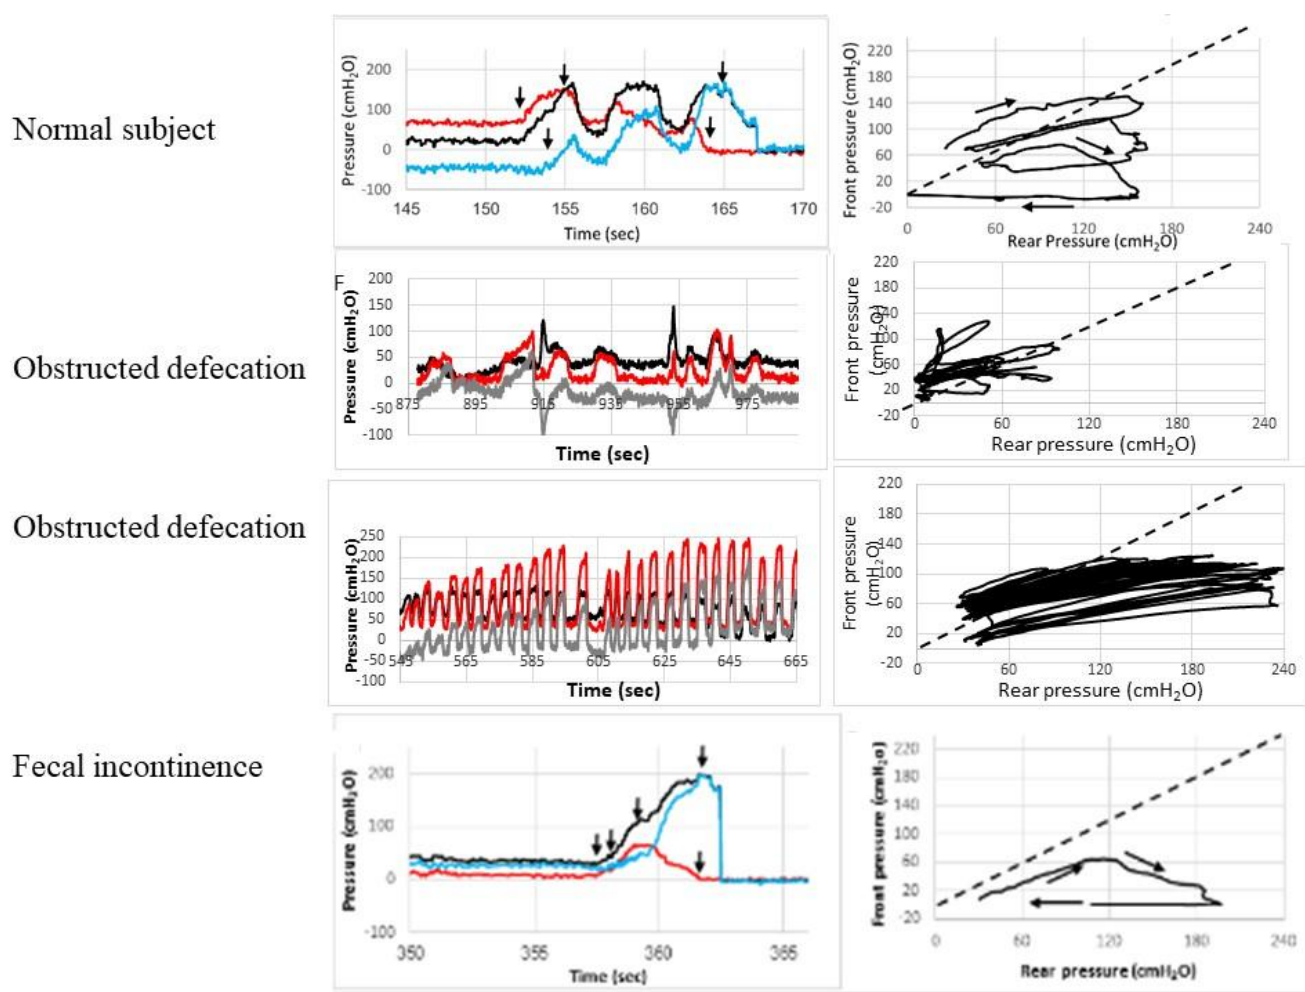 Normal subject
Pressure (cmH₂O)
200
100
0
-100
145 150 155 160 165 170
Time (sec)
Front pressure (cmH₂O)
220
180
140
100
60
20
-20
0 60 120 180 240
Rear Pressure (cmH₂O)
Obstructed defecation
F
Pressure (cmH₂O)
200
150
100
50
0
-50
-100
875 895 915 935 955 975
Time (sec)
Front pressure (cmH₂O)
220
180
140
100
60
20
-20
0 60 120 180 240
Rear pressure (cmH₂O)
Obstructed defecation
Pressure (cmH₂O)
250
200
150
100
50
0
-50
-100
545 565 585 605 625 645 665
Time (sec)
Front pressure (cmH₂O)
220
180
140
100
60
20
-20
0 60 120 180 240
Rear pressure (cmH₂O)
Fecal incontinence
Pressure (cmH₂O)
200
100
0
-100
350 355 360 365
Time (sec)
Front pressure (cmH₂o)
220
180
140
100
60
20
-20
0 60 120 180 240
Rear pressure (cmH₂O)